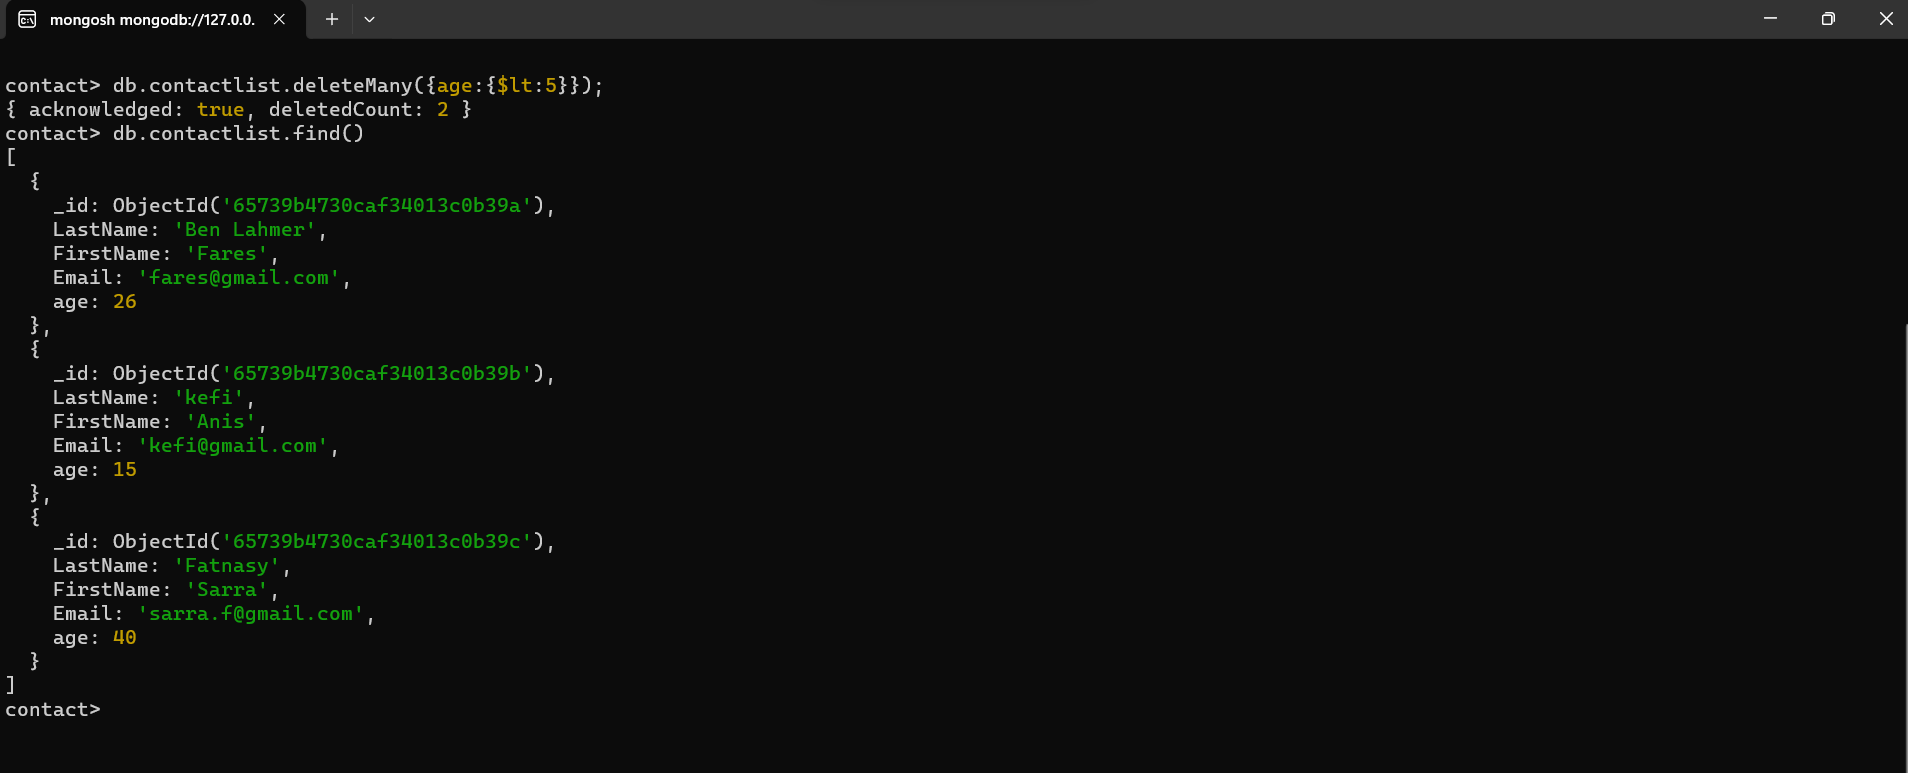 mongosh mongodb://127.0.0.
contact> db.contactlist.deleteMany({age:{$lt:5}});
{ acknowledged: true, deletedCount: 2 }
contact> db.contactlist.find()
[
  {
    _id: ObjectId('65739b4730caf34013c0b39a'),
    LastName: 'Ben Lahmer',
    FirstName: 'Fares',
    Email: 'fares@gmail.com',
    age: 26
  },
  {
    _id: ObjectId('65739b4730caf34013c0b39b'),
    LastName: 'kefi',
    FirstName: 'Anis',
    Email: 'kefi@gmail.com',
    age: 15
  },
  {
    _id: ObjectId('65739b4730caf34013c0b39c'),
    LastName: 'Fatnasy',
    FirstName: 'Sarra',
    Email: 'sarra.f@gmail.com',
    age: 40
  }
]
contact>